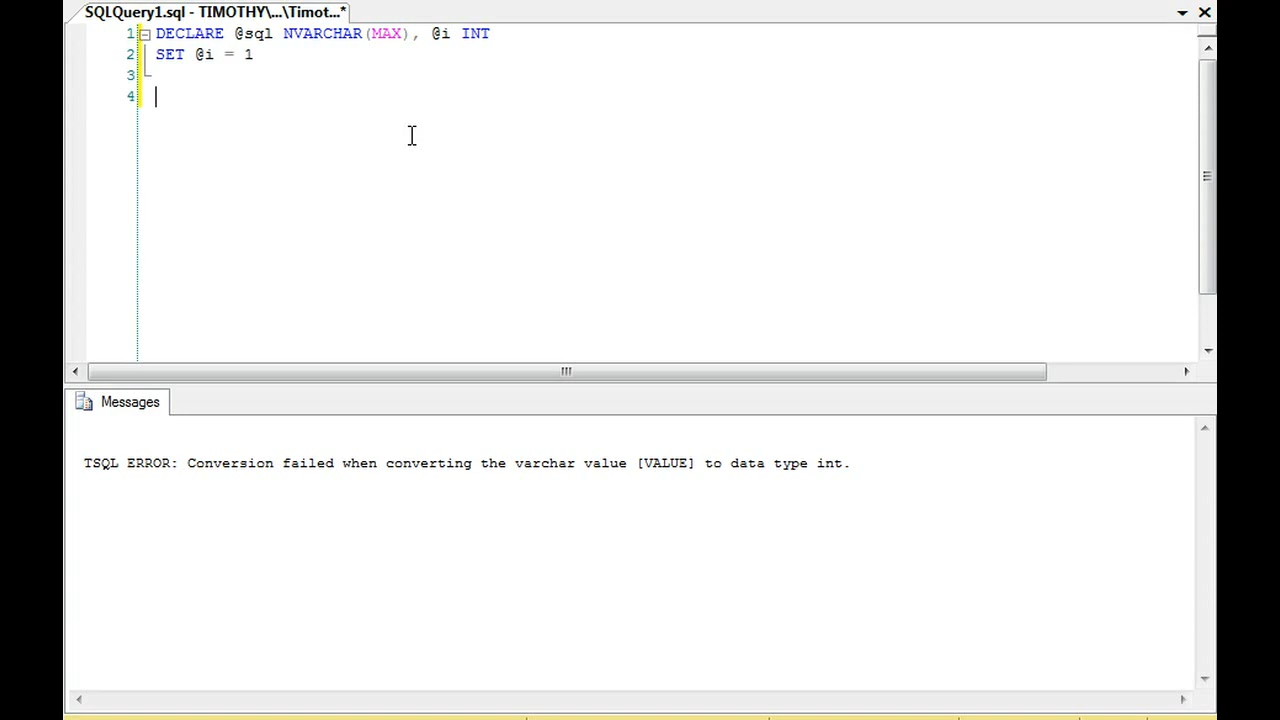 SQLQuery1.sql - TIMOTHY\...\Timot...*
1 DECLARE @sql NVARCHAR(MAX), @i INT
2 SET @i = 1
3
4
Messages
TSQL ERROR: Conversion failed when converting the varchar value [VALUE] to data type int.